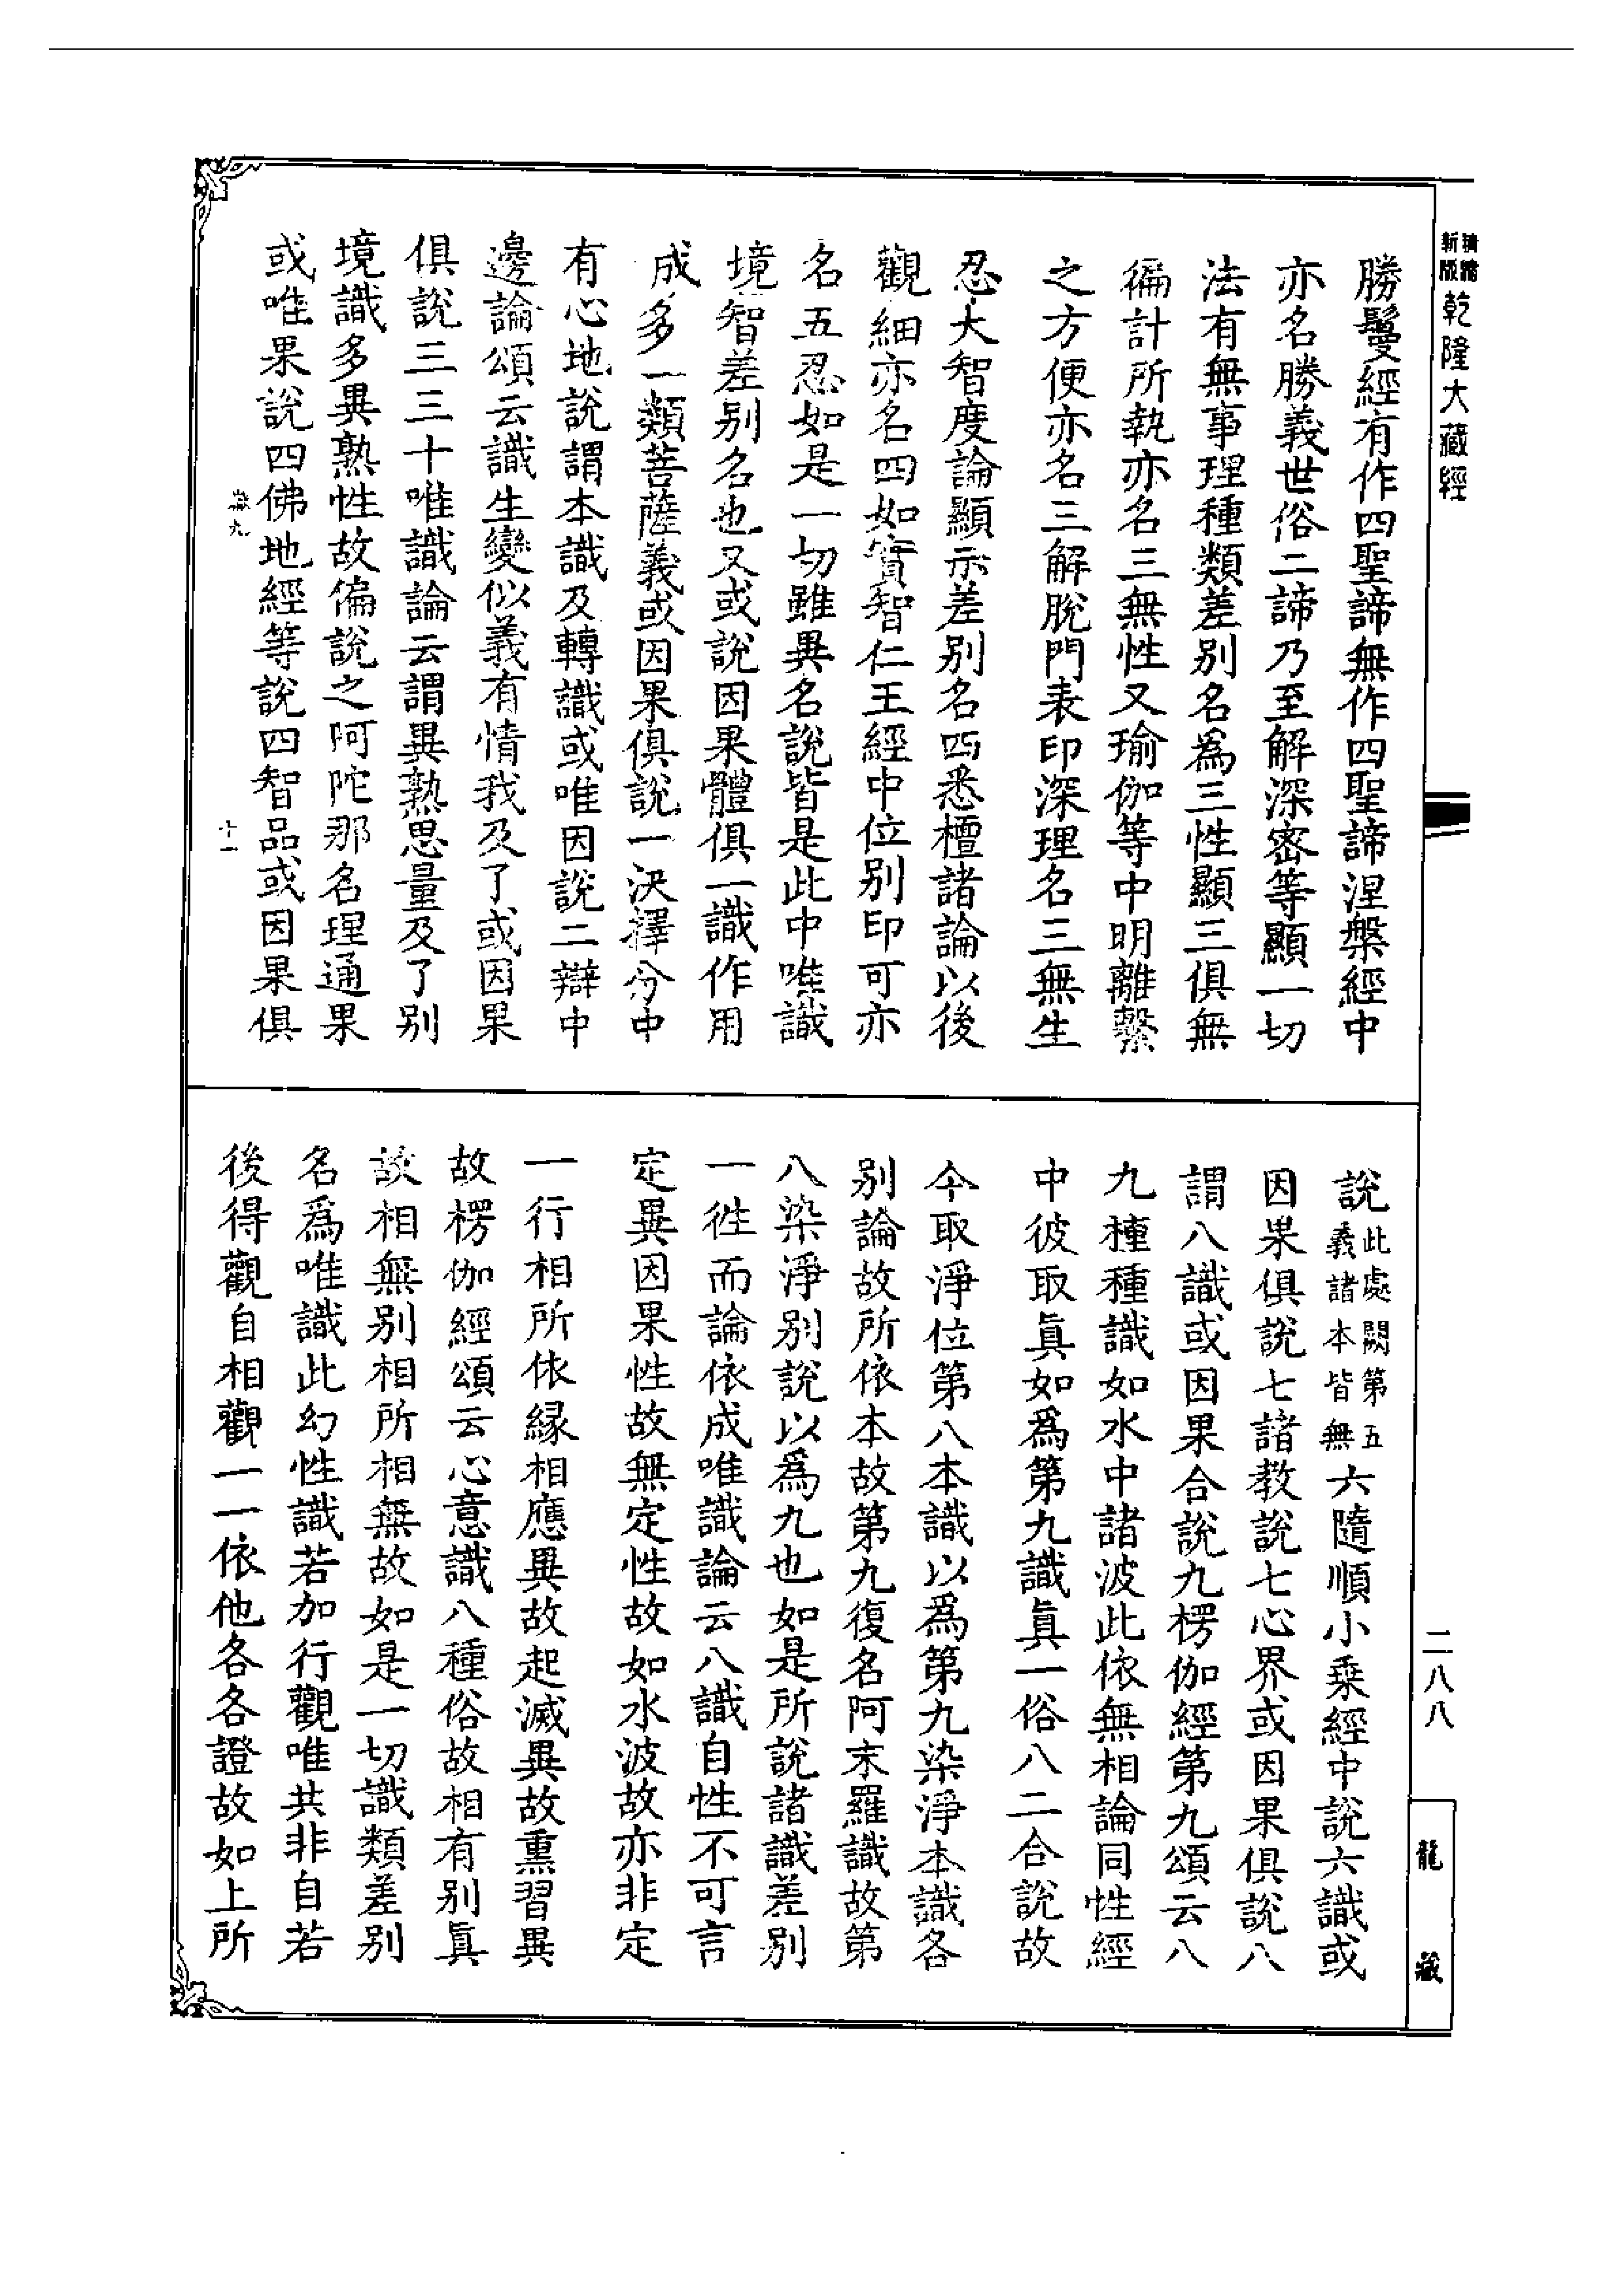 新版精縮乾隆大藏經
勝鬘經有作四聖諦無作四聖諦涅槃經中
亦名勝義世俗二諦乃至解深密等顯一切
法有無事理種類差別名為三性顯三俱無
徧計所執亦名三無性又瑜伽等中明離繫
之方便亦名三解脫門表印深理名三無生
忍大智度論顯示差別名四悉檀諸論以後
觀細亦名四如實智仁王經中位別印可亦
名五忍如是一切雖異名說皆是此中唯識
境智差別名也又或說因果體俱一識作用
成多一類菩薩義或因果俱說一決擇分中
有心地說謂本識及轉識或唯因說二辯中
邊論頌云識生變似義有情我及了或因果
俱說三三十唯識論云謂異熟思量及了別
境識多異熟性故偏說之阿陀那名理通果
或唯果說四佛地經等說四智品或因果俱
十一
說此處闕第五義諸本皆無六隨順小乘經中說六識或
因果俱說七諸教說七心界或因果俱說八
謂八識或因果合說九楞伽經第九頌云八
九種種識如水中諸波此依無相論同性經
中彼取真如為第九識真一俗八二合說故
今取淨位第八本識以為第九染淨本識各
別論故所依本故第九復名阿末羅識故第
八染淨別說以為九也如是所說諸識差別
一往而論依成唯識論云八識自性不可言
定異因果性故無定性故如水波故亦非定
一行相所依緣相應異故起滅異故熏習異
故楞伽經頌云心意識八種俗故相有別真
故相無別相所相無故如是一切識類差別
名為唯識此幻性識若加行觀唯共非自若
後得觀自相觀一一依他各各證故如上所
二八八
龍藏